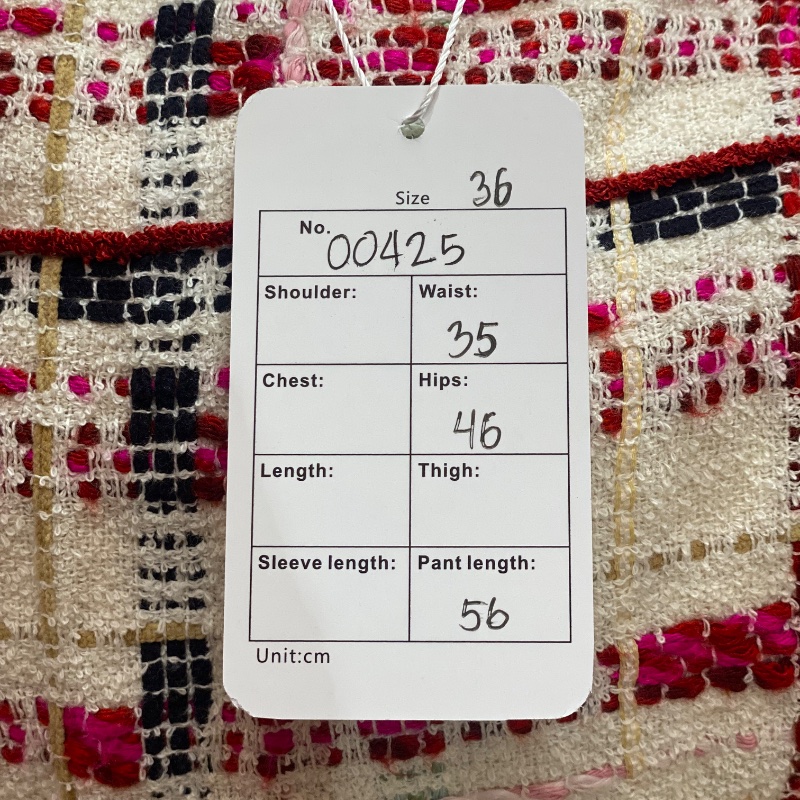 Size 36
No. 00425
Shoulder: Waist: 35
Chest: Hips: 46
Length: Thigh:
Sleeve length: Pant length: 56
Unit:cm